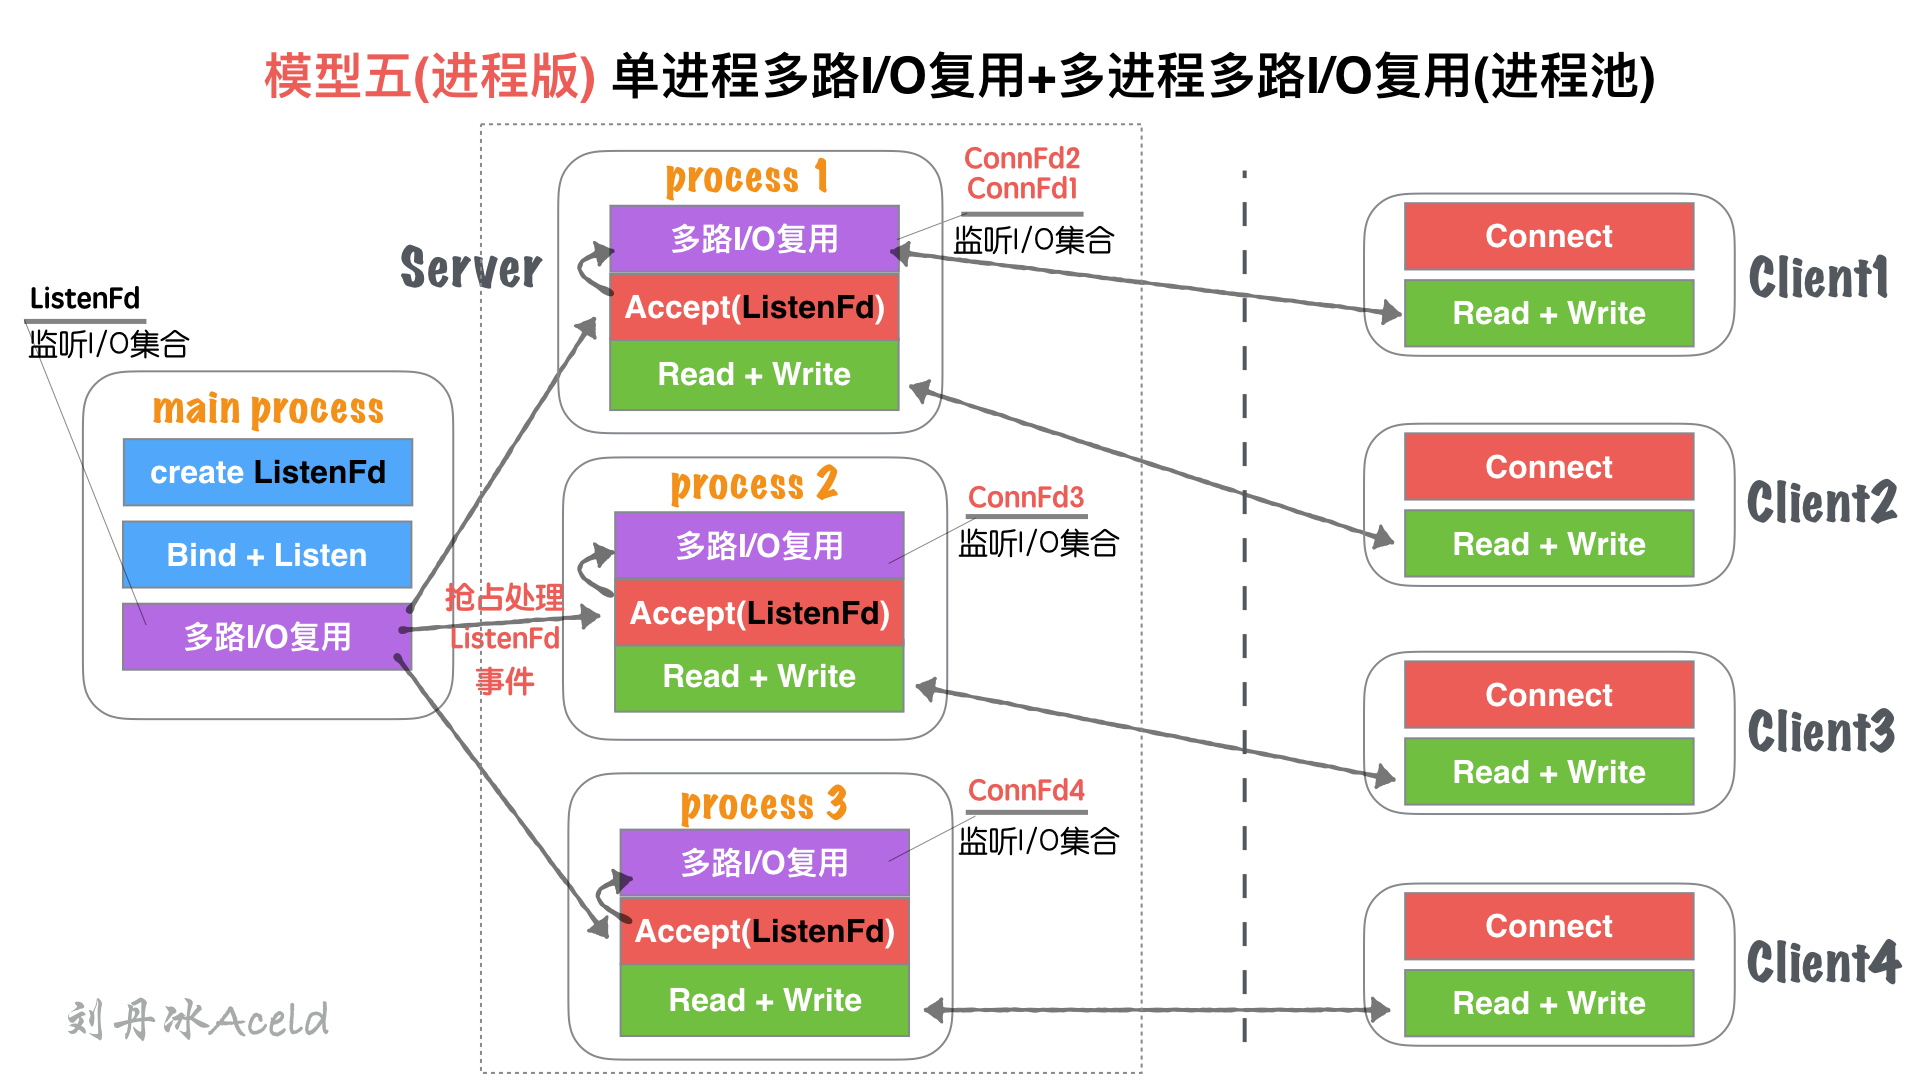 模型五(进程版) 单进程多路I/O复用+多进程多路I/O复用(进程池)
Server
ListenFd
监听I/O集合
main process
create ListenFd
Bind + Listen
多路I/O复用
抢占处理
ListenFd
事件
process 1
多路I/O复用
Accept(ListenFd)
Read + Write
ConnFd2
ConnFd1
监听I/O集合
process 2
多路I/O复用
Accept(ListenFd)
Read + Write
ConnFd3
监听I/O集合
process 3
多路I/O复用
Accept(ListenFd)
Read + Write
ConnFd4
监听I/O集合
Connect
Read + Write
Client1
Connect
Read + Write
Client2
Connect
Read + Write
Client3
Connect
Read + Write
Client4
刘丹冰Aceld